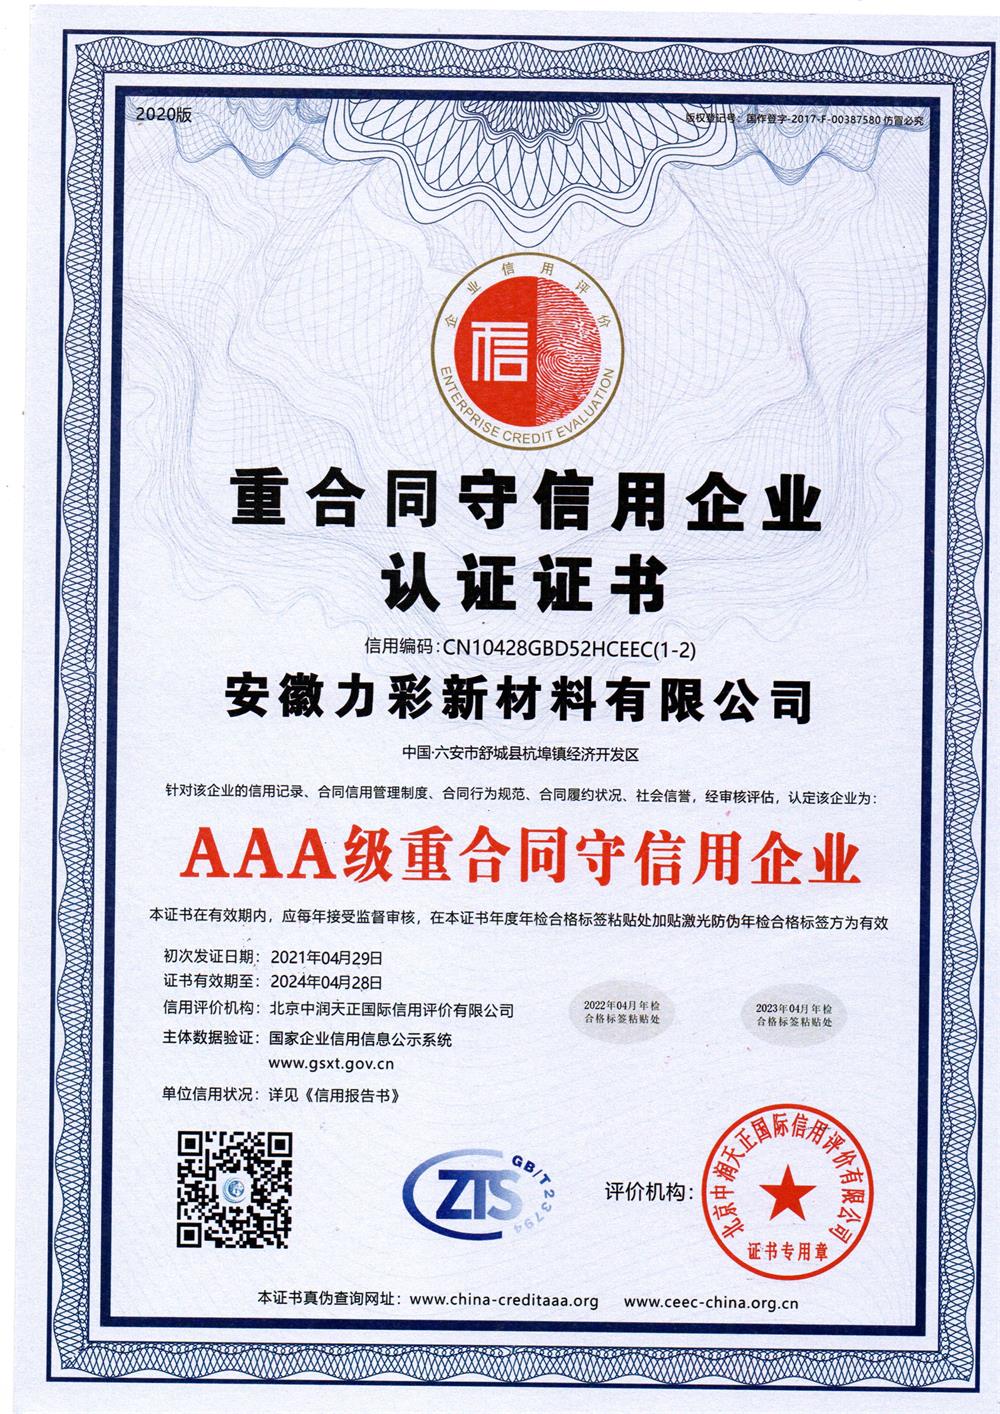 2020版
版权登记号：国作登字-2017-F-00387580 仿冒必究
企业信用评价
信
ENTERPRISE CREDIT EVALUATION
重合同守信用企业
认证证书
信用编码：CN10428GBD52HCEEC(1-2)
安徽力彩新材料有限公司
中国·六安市舒城县杭埠镇经济开发区
针对该企业的信用记录、合同信用管理制度、合同行为规范、合同履约状况、社会信誉，经审核评估，认定该企业为：
AAA级重合同守信用企业
本证书在有效期内，应每年接受监督审核，在本证书年度年检合格标签粘贴处加贴激光防伪年检合格标签方为有效
初次发证日期：2021年04月29日
证书有效期至：2024年04月28日
信用评价机构：北京中润天正国际信用评价有限公司
主体数据验证：国家企业信用信息公示系统
www.gsxt.gov.cn
单位信用状况：详见《信用报告书》
2022年04月年检
合格标签粘贴处
2023年04月年检
合格标签粘贴处
ZTS
GB/T23794
评价机构：
北京中润天正国际信用评价有限公司
证书专用章
本证书真伪查询网址：www.china-creditaaa.org www.ceec-china.org.cn